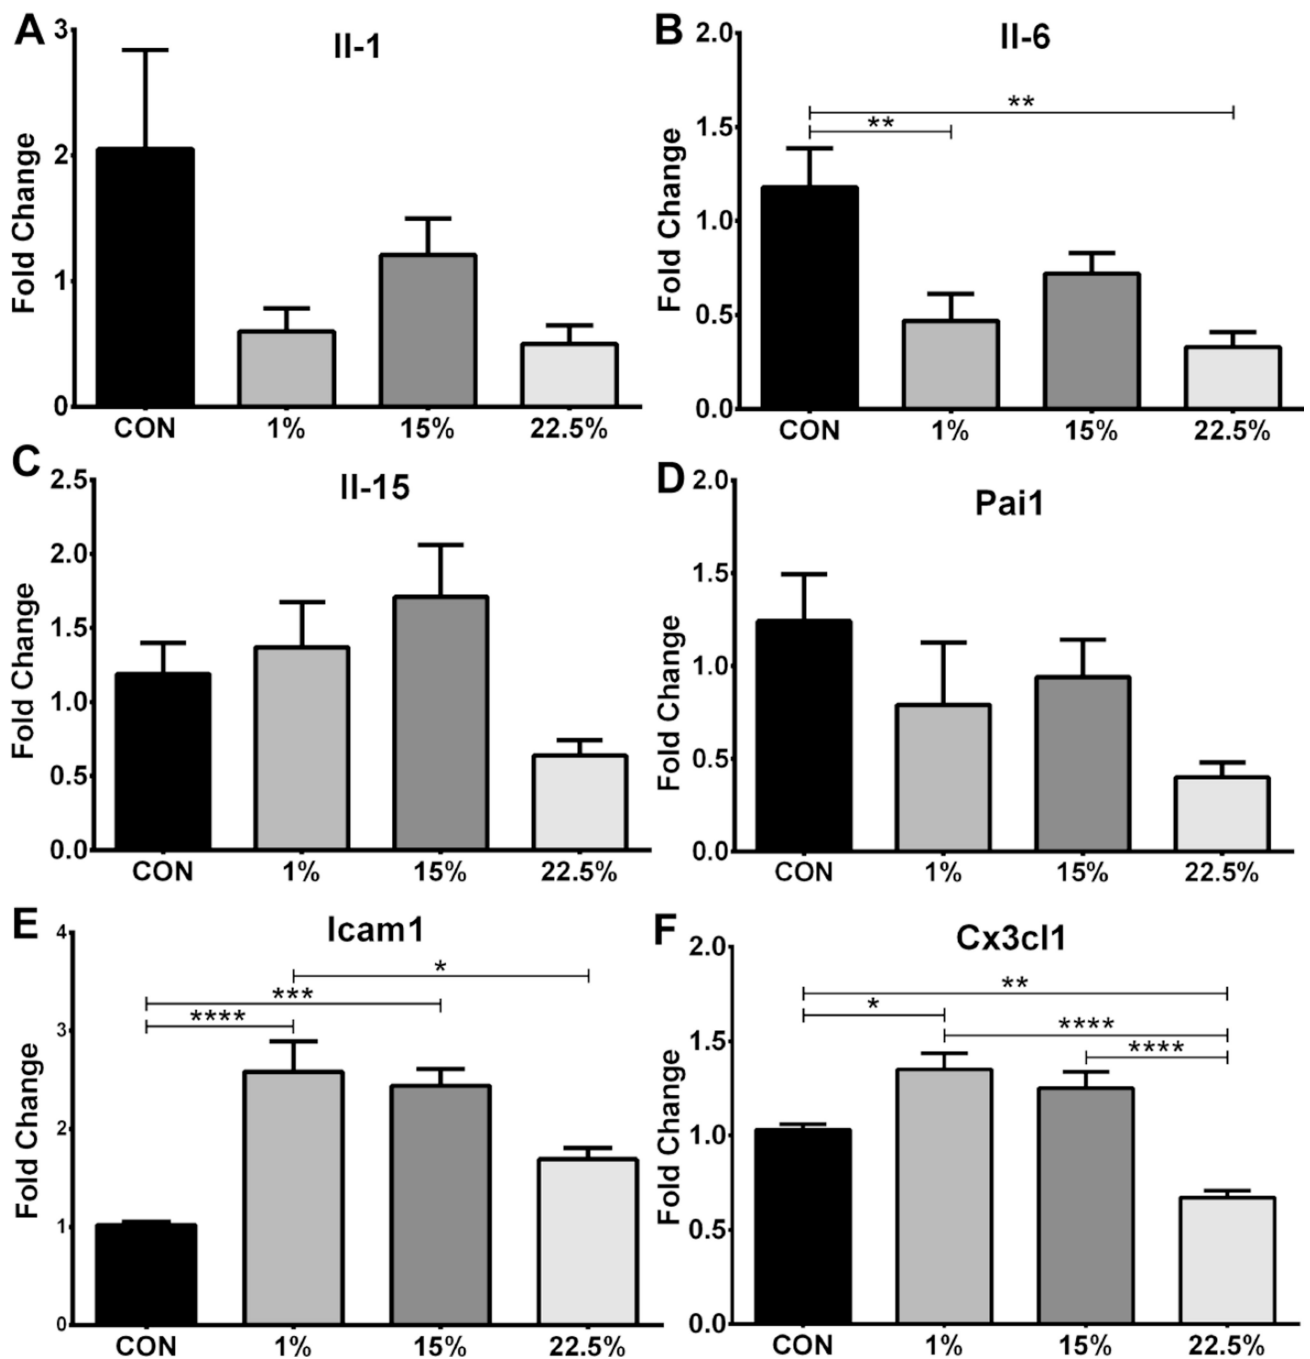 A
Il-1
Fold Change
3
2
1
0
CON 1% 15% 22.5%
B
Il-6
Fold Change
2.0
1.5
1.0
0.5
0.0
**
**
CON 1% 15% 22.5%
C
Il-15
Fold Change
2.5
2.0
1.5
1.0
0.5
0.0
CON 1% 15% 22.5%
D
Pai1
Fold Change
2.0
1.5
1.0
0.5
0.0
CON 1% 15% 22.5%
E
Icam1
Fold Change
4
3
2
1
0
*
***
****
CON 1% 15% 22.5%
F
Cx3cl1
Fold Change
2.0
1.5
1.0
0.5
0.0
**
*
****
****
CON 1% 15% 22.5%